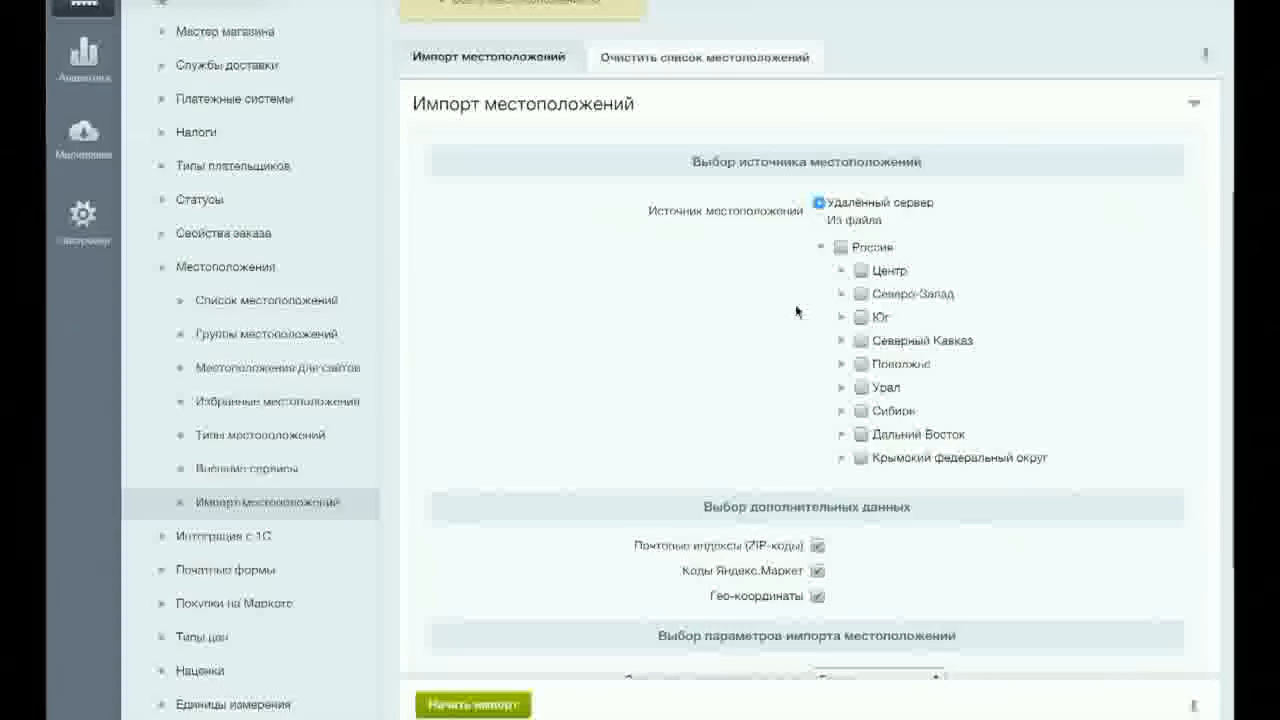 Аналитика
Настройки
Мастер магазина
Службы доставки
Платежные системы
Налоги
Типы плательщиков
Статусы
Свойства заказа
Местоположения
Список местоположений
Группы местоположений
Местоположения для сайтов
Избранные местоположения
Типы местоположений
Внешние сервисы
Импорт местоположений
Интеграция с 1С
Печатные формы
Покупки на Маркете
Типы цен
Наценки
Единицы измерения
Импорт местоположений
Очистить список местоположений
Импорт местоположений
Выбор источника местоположений
Источник местоположений
Удалённый сервер
Из файла
Россия
Центр
Северо-Запад
Юг
Северный Кавказ
Поволжье
Урал
Сибирь
Дальний Восток
Крымский федеральный округ
Выбор дополнительных данных
Почтовые индексы (ZIP-коды)
Коды Яндекс.Маркет
Гео-координаты
Выбор параметров импорта местоположений
Начать импорт